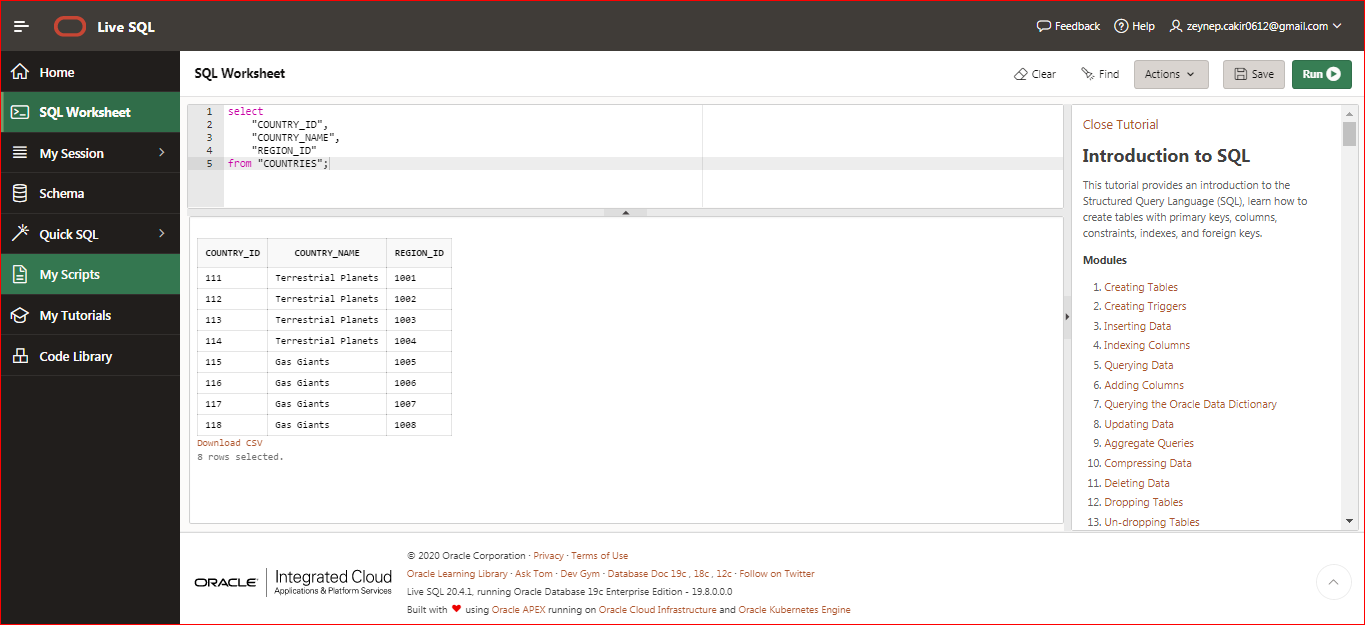 Live SQL
Feedback
Help
zeynep.cakir0612@gmail.com
Home
SQL Worksheet
My Session
Schema
Quick SQL
My Scripts
My Tutorials
Code Library
SQL Worksheet
Clear
Find
Actions
Save
Run
1 select
2 "COUNTRY_ID",
3 "COUNTRY_NAME",
4 "REGION_ID"
5 from "COUNTRIES";
COUNTRY_ID COUNTRY_NAME REGION_ID
111 Terrestrial Planets 1001
112 Terrestrial Planets 1002
113 Terrestrial Planets 1003
114 Terrestrial Planets 1004
115 Gas Giants 1005
116 Gas Giants 1006
117 Gas Giants 1007
118 Gas Giants 1008
Download CSV
8 rows selected.
Close Tutorial
Introduction to SQL
This tutorial provides an introduction to the
Structured Query Language (SQL), learn how to
create tables with primary keys, columns,
constraints, indexes, and foreign keys.
Modules
1. Creating Tables
2. Creating Triggers
3. Inserting Data
4. Indexing Columns
5. Querying Data
6. Adding Columns
7. Querying the Oracle Data Dictionary
8. Updating Data
9. Aggregate Queries
10. Compressing Data
11. Deleting Data
12. Dropping Tables
13. Un-dropping Tables
ORACLE
Integrated Cloud
Applications & Platform Services
© 2020 Oracle Corporation · Privacy · Terms of Use
Oracle Learning Library · Ask Tom · Dev Gym · Database Doc 19c , 18c , 12c · Follow on Twitter
Live SQL 20.4.1, running Oracle Database 19c Enterprise Edition - 19.8.0.0.0
Built with ❤ using Oracle APEX running on Oracle Cloud Infrastructure and Oracle Kubernetes Engine